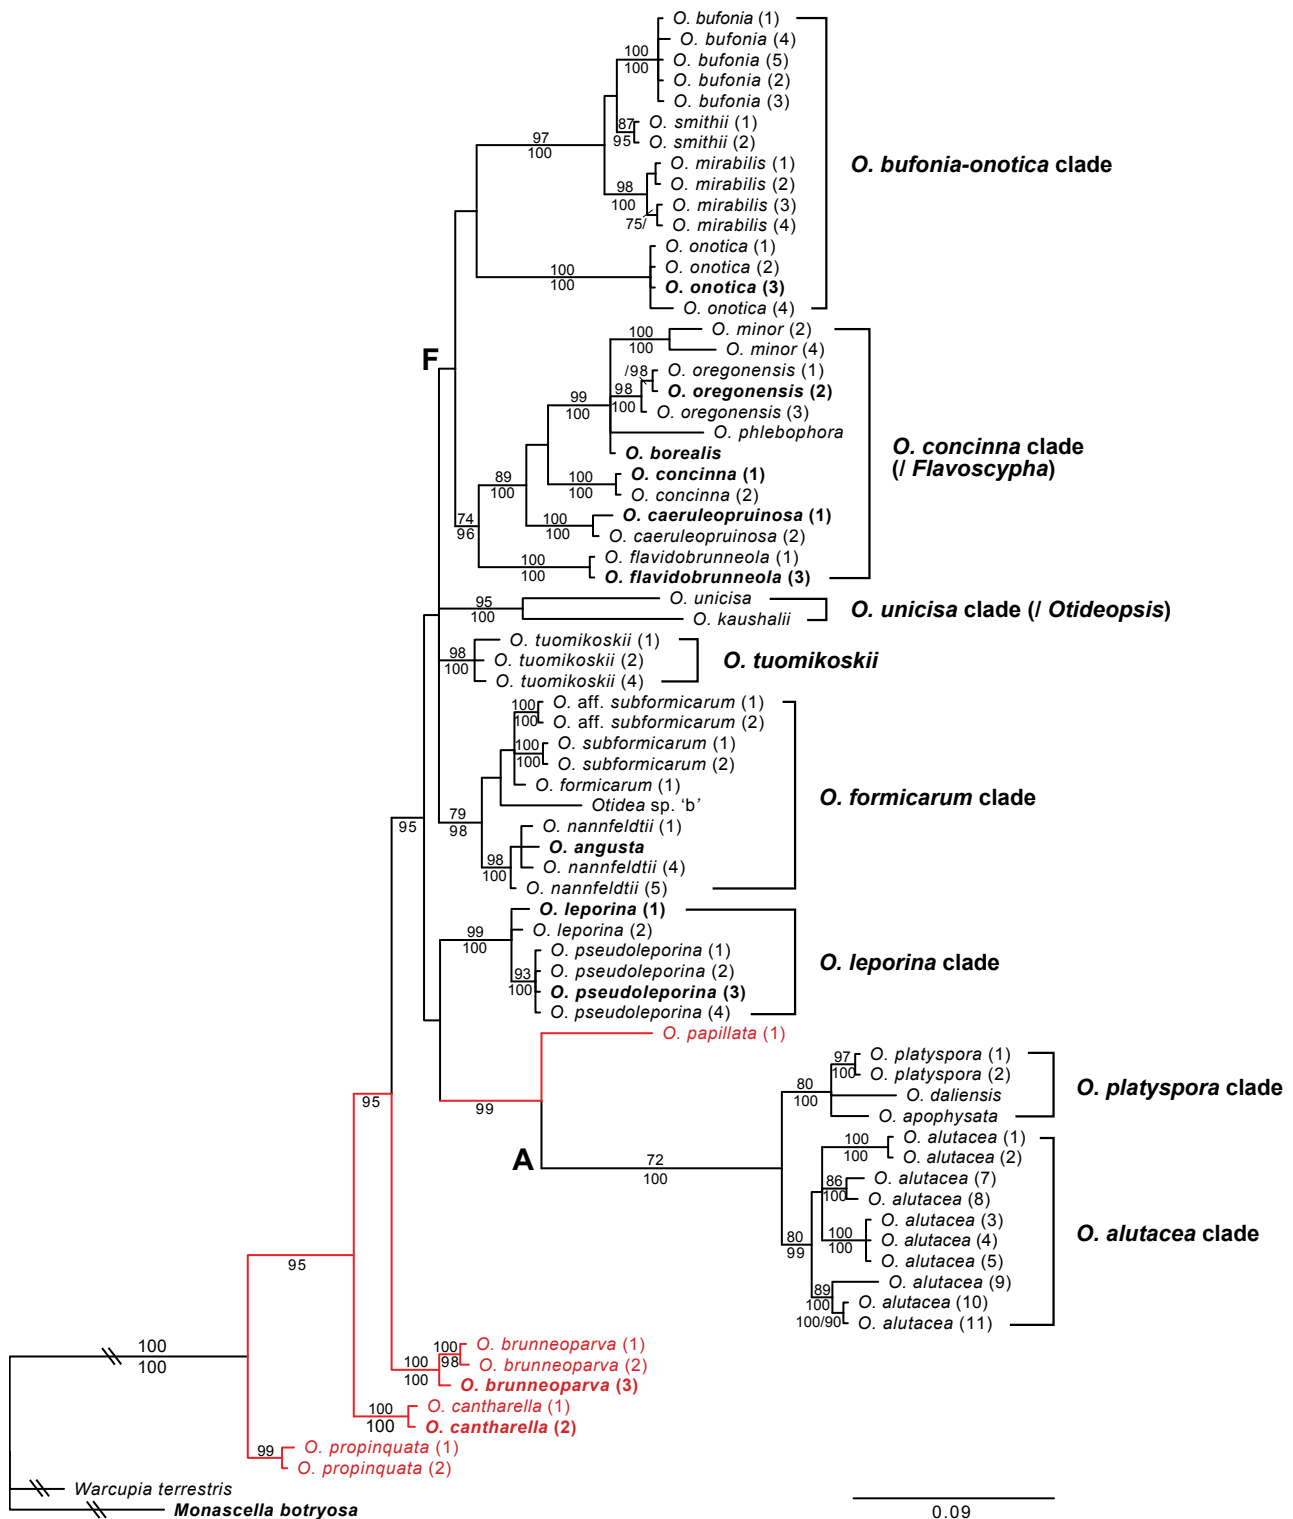 O. bufonia (1)
O. bufonia (4)
100
100
O. bufonia (5)
O. bufonia (2)
O. bufonia (3)
87
95
O. smithii (1)
O. smithii (2)
97
100
O. mirabilis (1)
O. bufonia-onotica clade
O. mirabilis (2)
98
100
O. mirabilis (3)
75/
O. mirabilis (4)
O. onotica (1)
O. onotica (2)
100
100
O. onotica (3)
O. onotica (4)
O. minor (2)
100
100
O. minor (4)
F
/98
O. oregonensis (1)
98
100
O. oregonensis (2)
99
100
O. oregonensis (3)
O. phlebophora
O. concinna clade
(/ Flavoscypha)
O. borealis
O. concinna (1)
100
100
O. concinna (2)
89
100
O. caeruleopruinosa (1)
100
100
O. caeruleopruinosa (2)
74
96
O. flavidobrunneola (1)
100
100
O. flavidobrunneola (3)
O. unicisa
95
100
O. unicisa clade (/ Otideopsis)
O. kaushalii
O. tuomikoskii (1)
98
100
O. tuomikoskii (2)
O. tuomikoskii
O. tuomikoskii (4)
O. aff. subformicarum (1)
100
100
O. aff. subformicarum (2)
O. subformicarum (1)
100
100
O. subformicarum (2)
O. formicarum (1)
O. formicarum clade
Otidea sp. ‘b’
79
98
95
O. nannfeldtii (1)
O. angusta
98
100
O. nannfeldtii (4)
O. nannfeldtii (5)
O. leporina (1)
99
100
O. leporina (2)
O. pseudoleporina (1)
O. leporina clade
93
100
O. pseudoleporina (2)
O. pseudoleporina (3)
O. pseudoleporina (4)
O. papillata (1)
O. platyspora (1)
97
100
O. platyspora (2)
80
100
O. platyspora clade
O. daliensis
95
99
O. apophysata
O. alutacea (1)
100
100
O. alutacea (2)
A
72
100
O. alutacea (7)
86
100
O. alutacea (8)
O. alutacea (3)
100
100
O. alutacea (4)
O. alutacea clade
80
99
O. alutacea (5)
95
O. alutacea (9)
89
100
O. alutacea (10)
100/90
O. alutacea (11)
O. brunneoparva (1)
100
98
O. brunneoparva (2)
100
100
100
100
O. brunneoparva (3)
O. cantharella (1)
100
100
O. cantharella (2)
O. propinquata (1)
99
O. propinquata (2)
Warcupia terrestris
Monascella botryosa
0.09